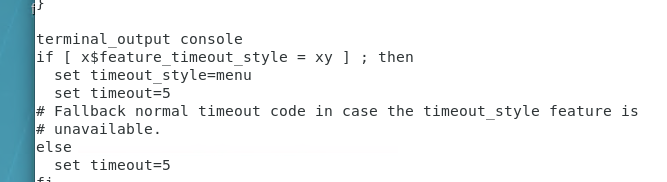 }
terminal_output console
if [ x$feature_timeout_style = xy ] ; then
  set timeout_style=menu
  set timeout=5
# Fallback normal timeout code in case the timeout_style feature is
# unavailable.
else
  set timeout=5
fi